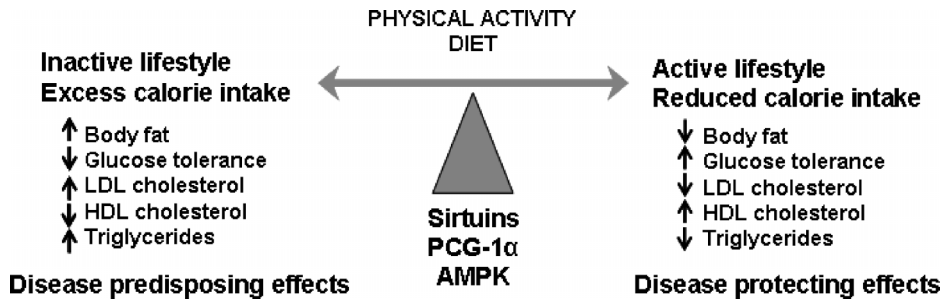 PHYSICAL ACTIVITY
DIET
Inactive lifestyle
Excess calorie intake
↑ Body fat
↓ Glucose tolerance
↑ LDL cholesterol
↓ HDL cholesterol
↑ Triglycerides
Disease predisposing effects
Sirtuins
PCG-1α
AMPK
Active lifestyle
Reduced calorie intake
↓ Body fat
↑ Glucose tolerance
↓ LDL cholesterol
↑ HDL cholesterol
↓ Triglycerides
Disease protecting effects